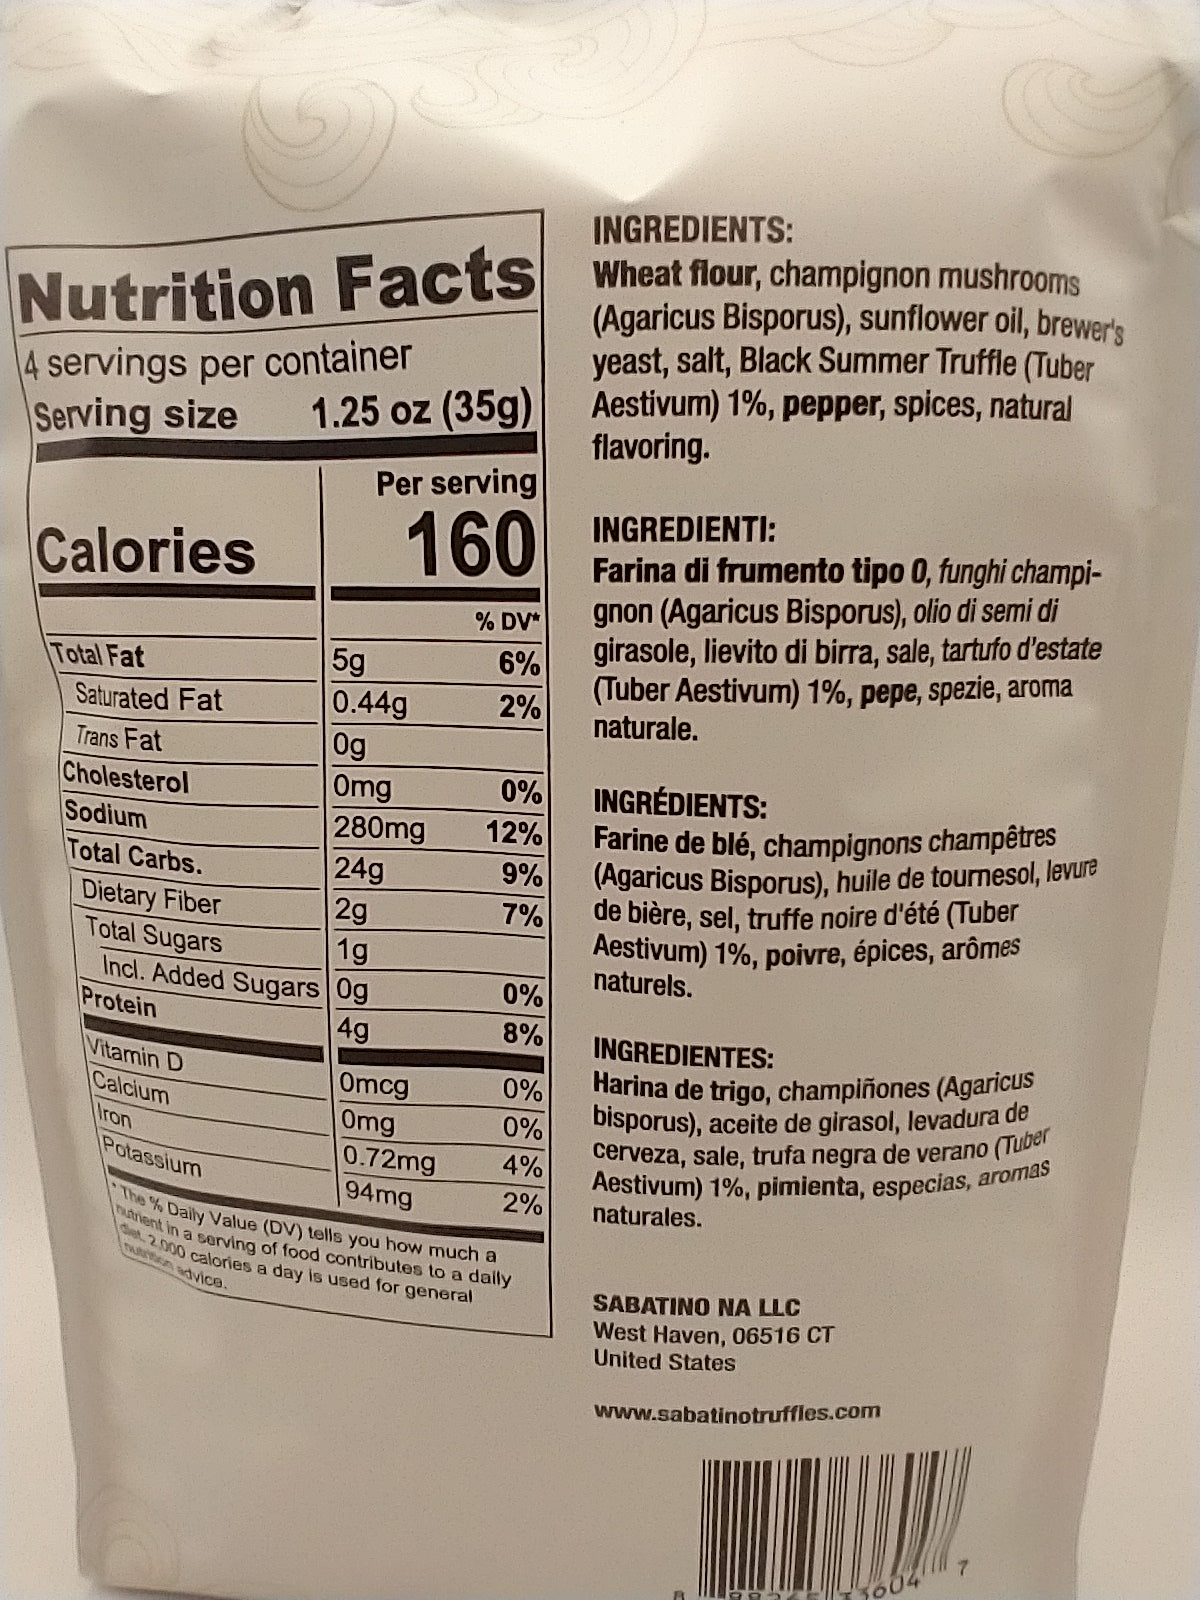 Nutrition Facts
4 servings per container
Serving size 1.25 oz (35g)
Per serving
Calories 160
% DV*
Total Fat 5g 6%
Saturated Fat 0.44g 2%
Trans Fat 0g
Cholesterol 0mg 0%
Sodium 280mg 12%
Total Carbs. 24g 9%
Dietary Fiber 2g 7%
Total Sugars 1g
Incl. Added Sugars 0g 0%
Protein 4g 8%
Vitamin D 0mcg 0%
Calcium 0mg 0%
Iron 0.72mg 4%
Potassium 94mg 2%
* The % Daily Value (DV) tells you how much a
nutrient in a serving of food contributes to a daily
diet. 2,000 calories a day is used for general
nutrition advice.
INGREDIENTS:
Wheat flour, champignon mushrooms
(Agaricus Bisporus), sunflower oil, brewer's
yeast, salt, Black Summer Truffle (Tuber
Aestivum) 1%, pepper, spices, natural
flavoring.
INGREDIENTI:
Farina di frumento tipo 0, funghi champi-
gnon (Agaricus Bisporus), olio di semi di
girasole, lievito di birra, sale, tartufo d'estate
(Tuber Aestivum) 1%, pepe, spezie, aroma
naturale.
INGRÉDIENTS:
Farine de blé, champignons champêtres
(Agaricus Bisporus), huile de tournesol, levure
de bière, sel, truffe noire d'été (Tuber
Aestivum) 1%, poivre, épices, arômes
naturels.
INGREDIENTES:
Harina de trigo, champiñones (Agaricus
bisporus), aceite de girasol, levadura de
cerveza, sale, trufa negra de verano (Tuber
Aestivum) 1%, pimienta, especias, aromas
naturales.
SABATINO NA LLC
West Haven, 06516 CT
United States
www.sabatinotruffles.com
7